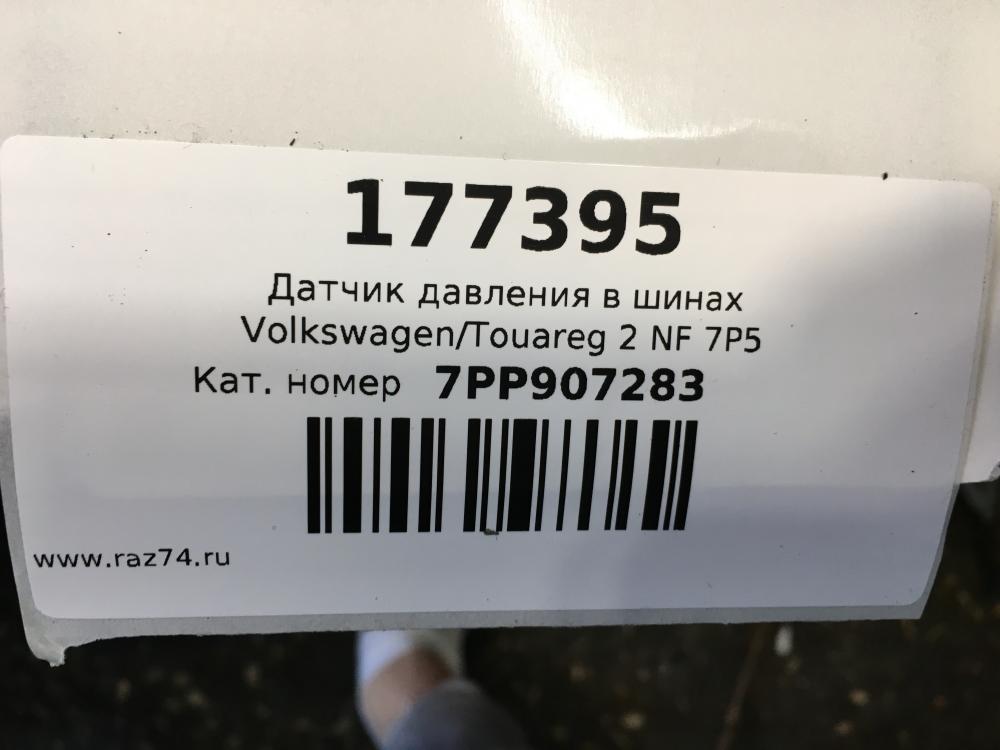 177395
Датчик давления в шинах
Volkswagen/Touareg 2 NF 7P5
Кат. номер 7PP907283
www.raz74.ru